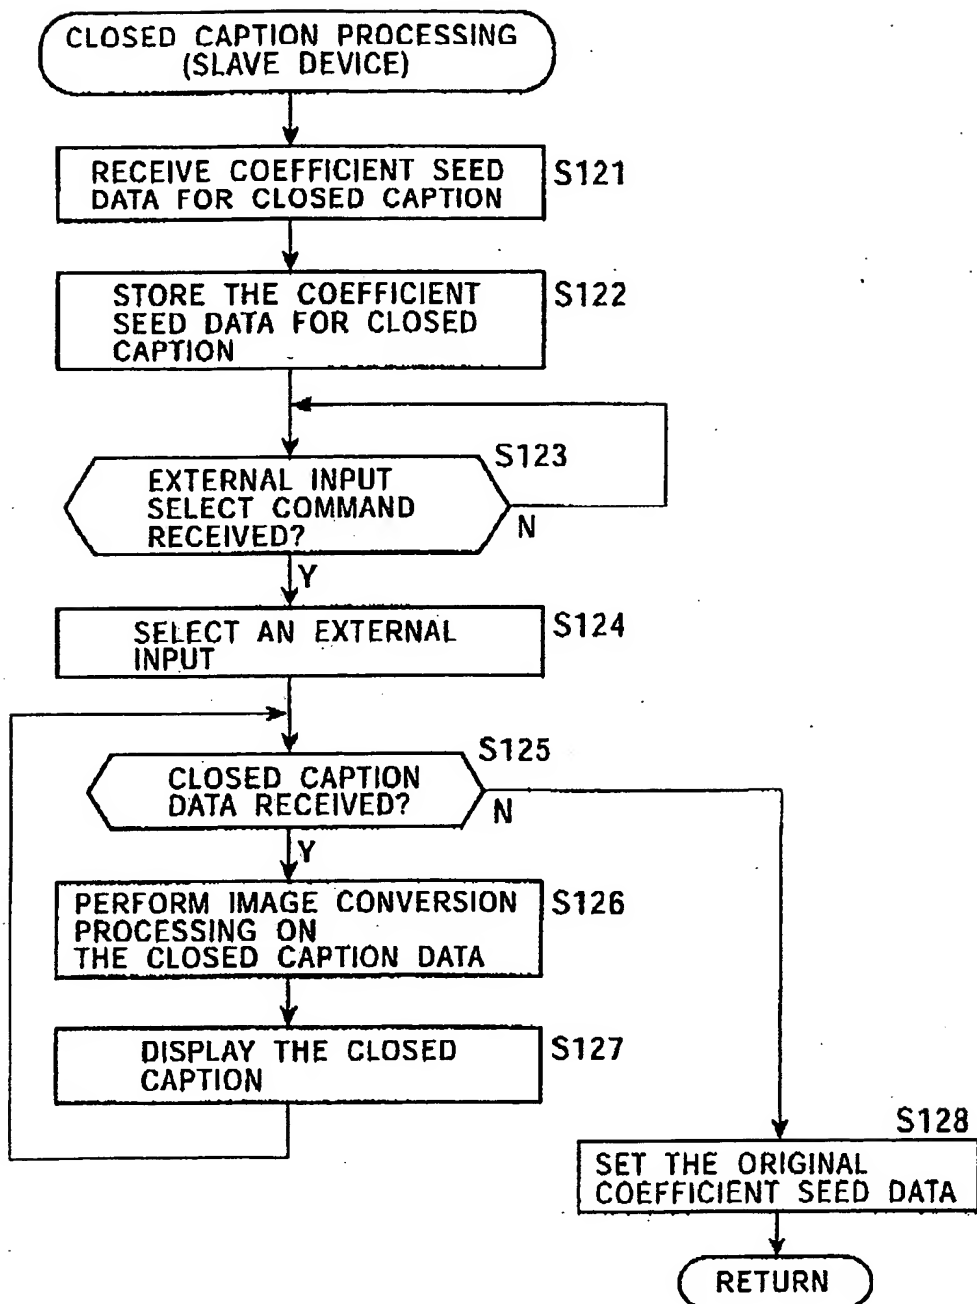 CLOSED CAPTION PROCESSING
(SLAVE DEVICE)
RECEIVE COEFFICIENT SEED
DATA FOR CLOSED CAPTION
S121
STORE THE COEFFICIENT
SEED DATA FOR CLOSED
CAPTION
S122
S123
EXTERNAL INPUT
SELECT COMMAND
RECEIVED?
N
Y
SELECT AN EXTERNAL
INPUT
S124
S125
CLOSED CAPTION
DATA RECEIVED?
N
Y
PERFORM IMAGE CONVERSION
PROCESSING ON
THE CLOSED CAPTION DATA
S126
DISPLAY THE CLOSED
CAPTION
S127
S128
SET THE ORIGINAL
COEFFICIENT SEED DATA
RETURN